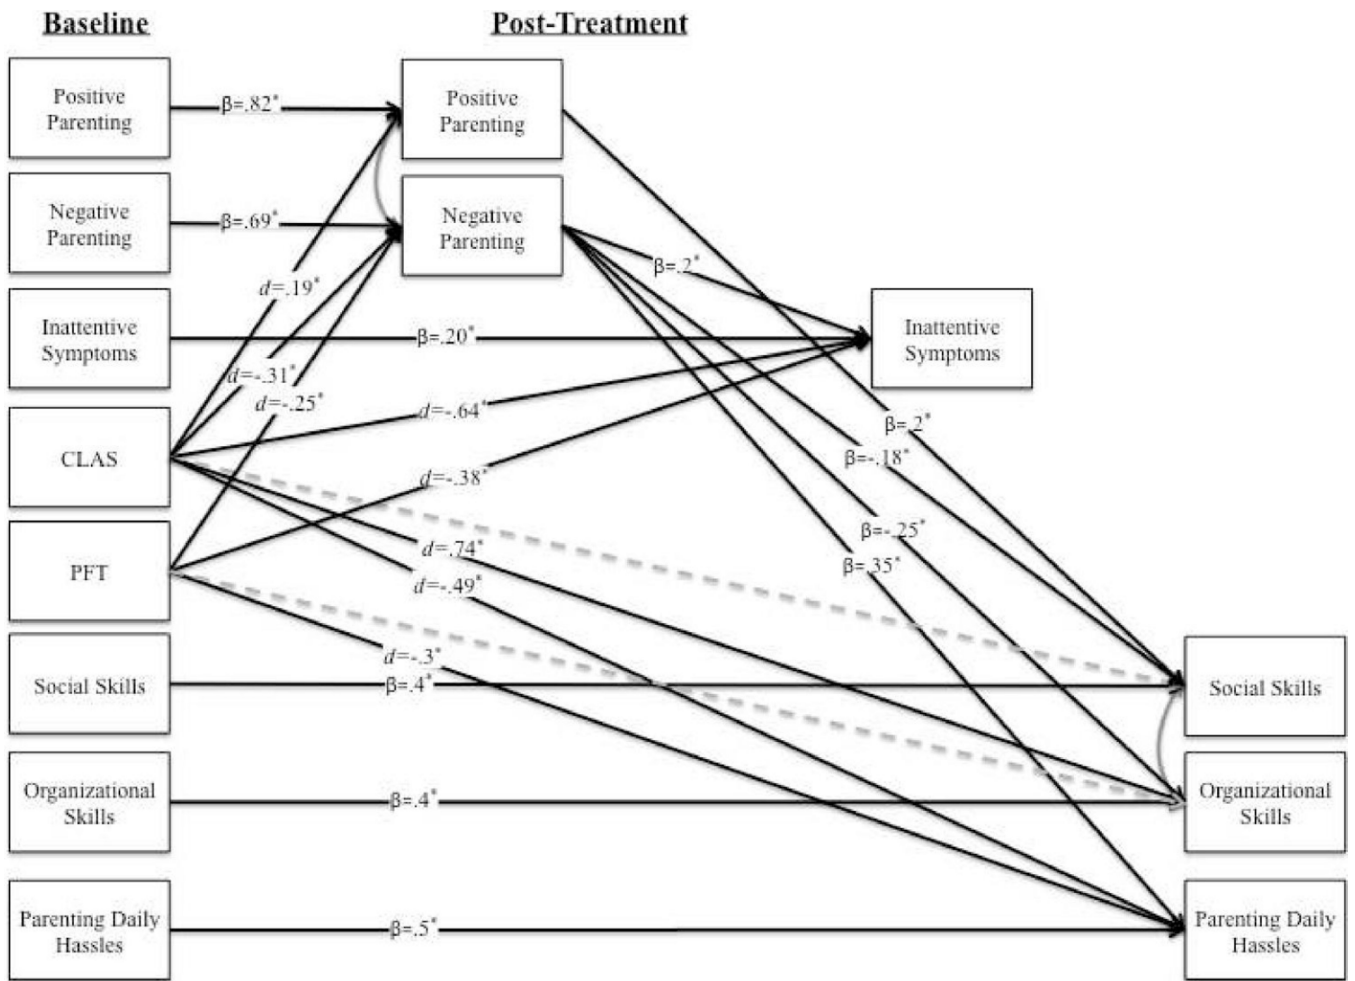 Baseline
Post-Treatment
Positive
Parenting
β=.82*
Positive
Parenting
Negative
Parenting
β=.69*
Negative
Parenting
β=.2*
d=.19*
Inattentive
Symptoms
β=.20*
Inattentive
Symptoms
d=-.31*
d=-.25*
d=-.64*
β=.2*
CLAS
β=-.18*
d=-.38*
PFT
β=-.25*
d=.74*
β=.35*
d=-.49*
d=-.3*
Social Skills
β=.4*
Social Skills
Organizational
Skills
β=.4*
Organizational
Skills
Parenting Daily
Hassles
β=.5*
Parenting Daily
Hassles